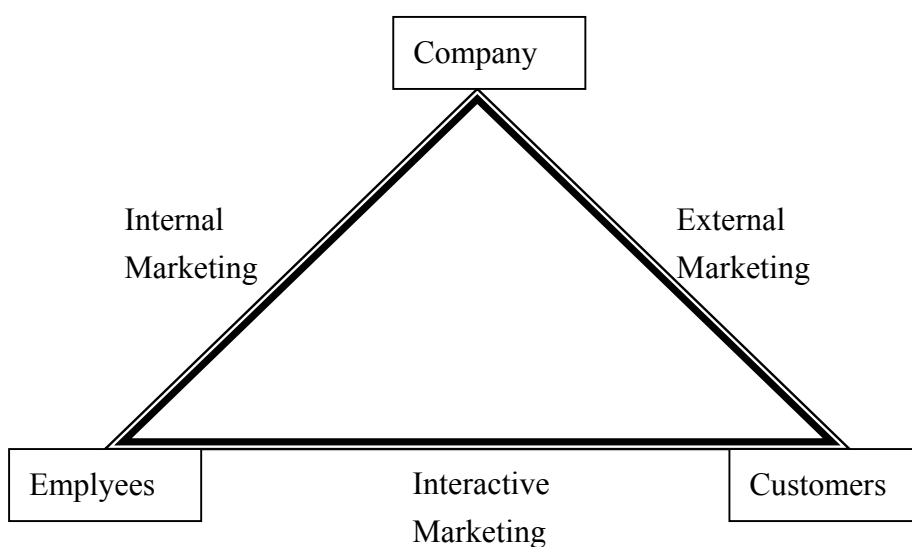 Company
Internal
Marketing
External
Marketing
Emplyees
Interactive
Marketing
Customers